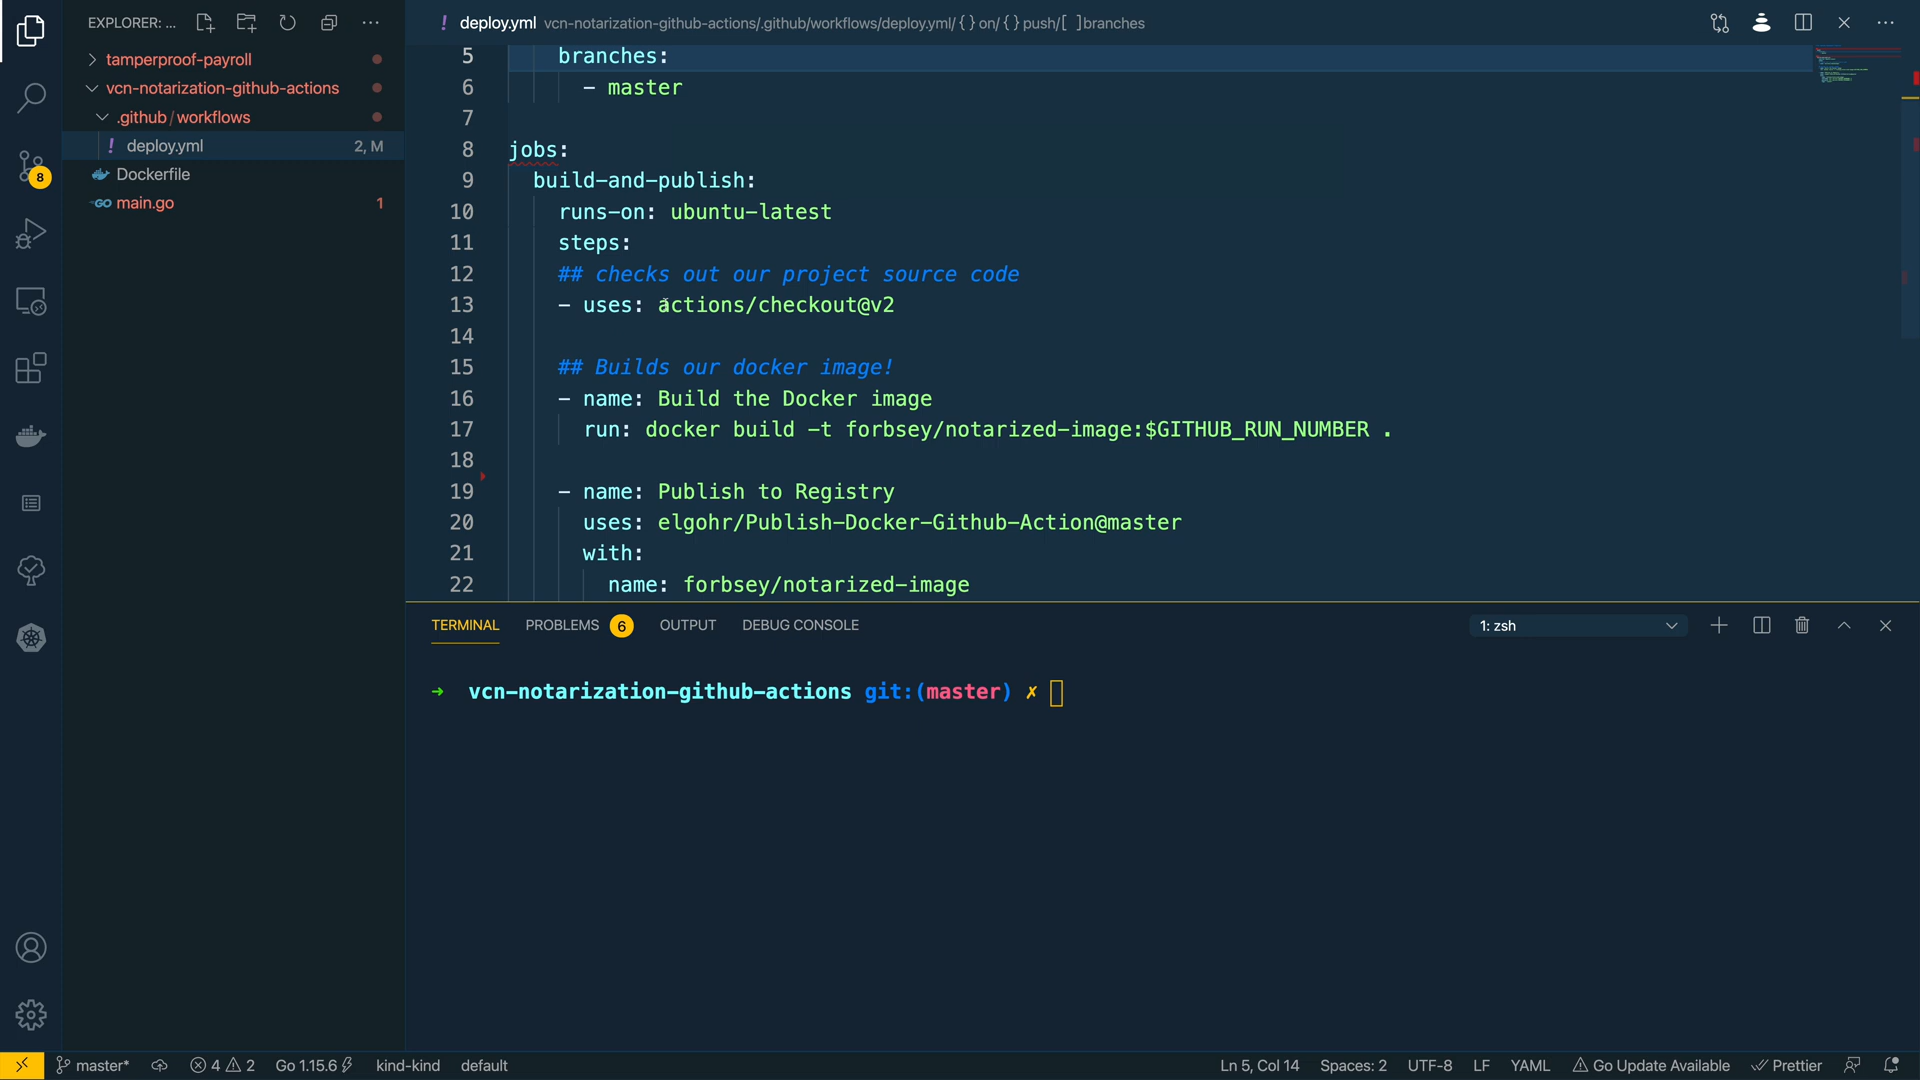 EXPLORER: ...
tamperproof-payroll
vcn-notarization-github-actions
.github/workflows
! deploy.yml 2, M
Dockerfile
GO main.go 1
8
! deploy.yml vcn-notarization-github-actions/.github/workflows/deploy.yml/{ } on/{ } push/[ ]branches
5 branches:
6 - master
7
8 jobs:
9 build-and-publish:
10 runs-on: ubuntu-latest
11 steps:
12 ## checks out our project source code
13 - uses: actions/checkout@v2
14
15 ## Builds our docker image!
16 - name: Build the Docker image
17 run: docker build -t forbsey/notarized-image:$GITHUB_RUN_NUMBER .
18
19 - name: Publish to Registry
20 uses: elgohr/Publish-Docker-Github-Action@master
21 with:
22 name: forbsey/notarized-image
TERMINAL PROBLEMS 6 OUTPUT DEBUG CONSOLE 1: zsh
➜ vcn-notarization-github-actions git:(master) ✗
master* 4 2 Go 1.15.6 kind-kind default Ln 5, Col 14 Spaces: 2 UTF-8 LF YAML Go Update Available Prettier